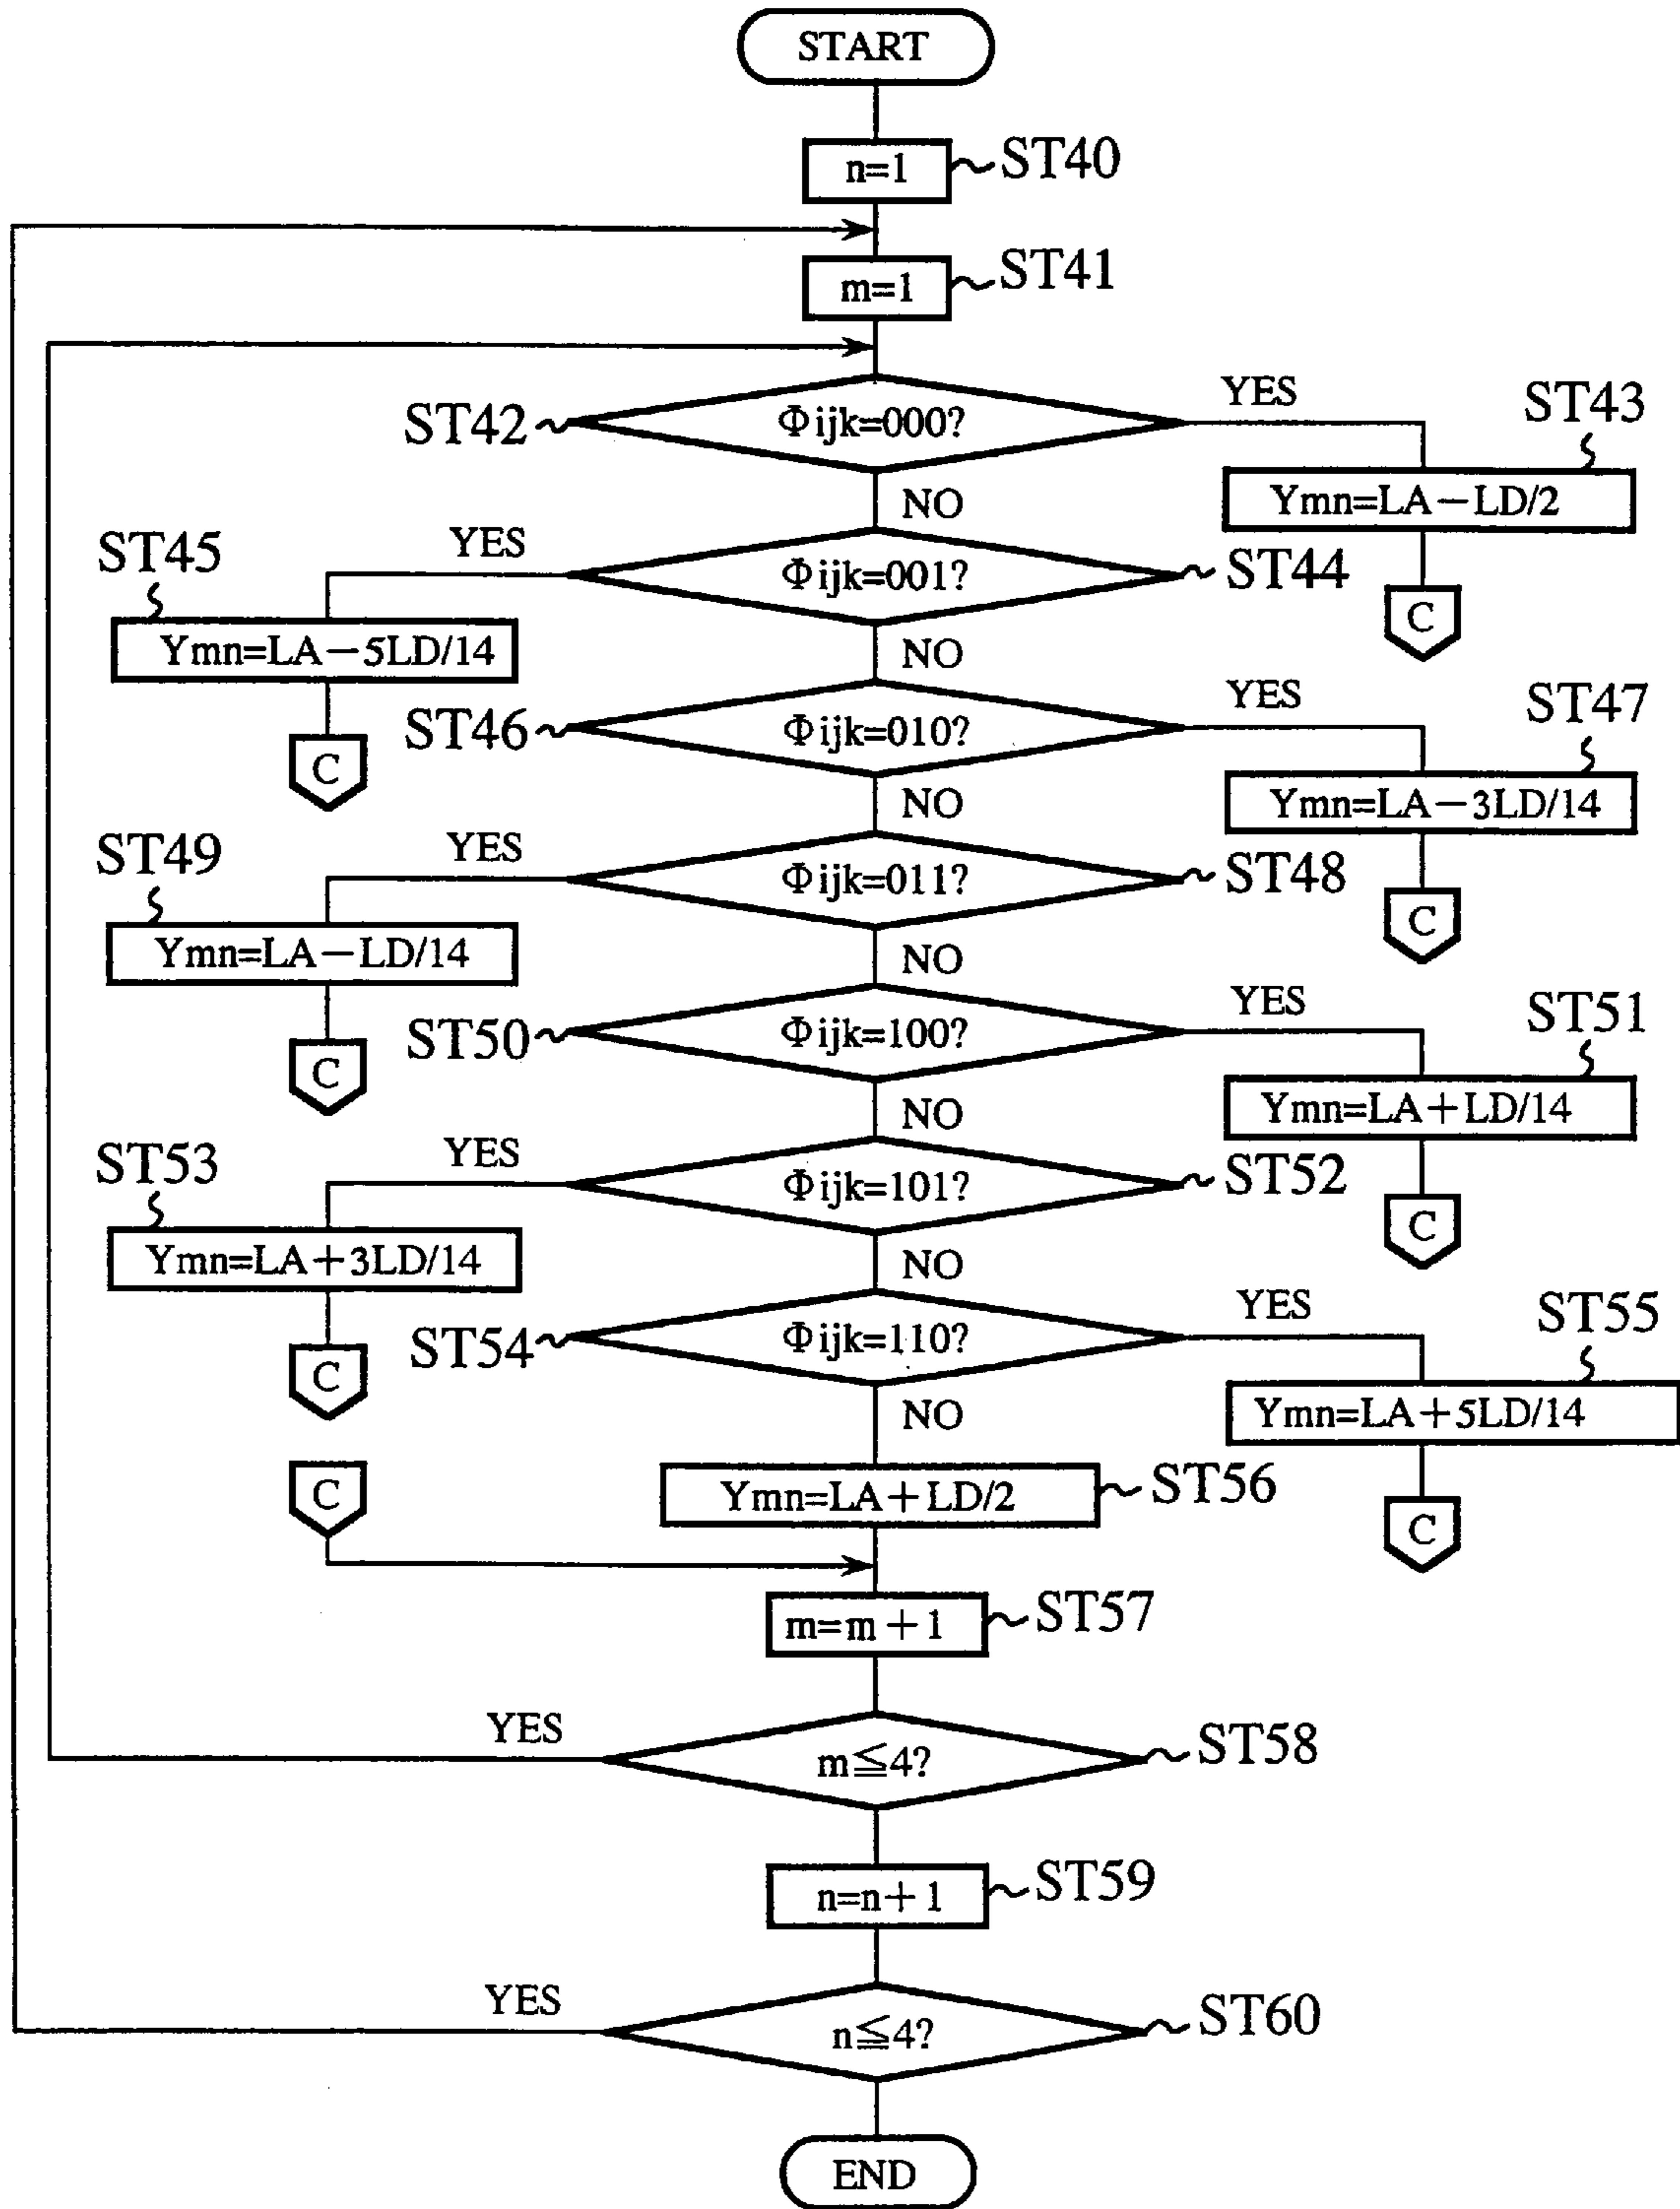 START
n=1
ST40
m=1
ST41
ST42
Φijk=000?
YES
ST43
Ymn=LA−LD/2
C
NO
ST45
YES
Φijk=001?
ST44
Ymn=LA−5LD/14
C
NO
ST46
Φijk=010?
YES
ST47
Ymn=LA−3LD/14
C
NO
ST49
YES
Φijk=011?
ST48
Ymn=LA−LD/14
C
NO
ST50
Φijk=100?
YES
ST51
Ymn=LA+LD/14
C
NO
ST53
YES
Φijk=101?
ST52
Ymn=LA+3LD/14
C
NO
ST54
Φijk=110?
YES
ST55
Ymn=LA+5LD/14
C
NO
C
Ymn=LA+LD/2
ST56
m=m+1
ST57
YES
m≦4?
ST58
n=n+1
ST59
YES
n≦4?
ST60
END